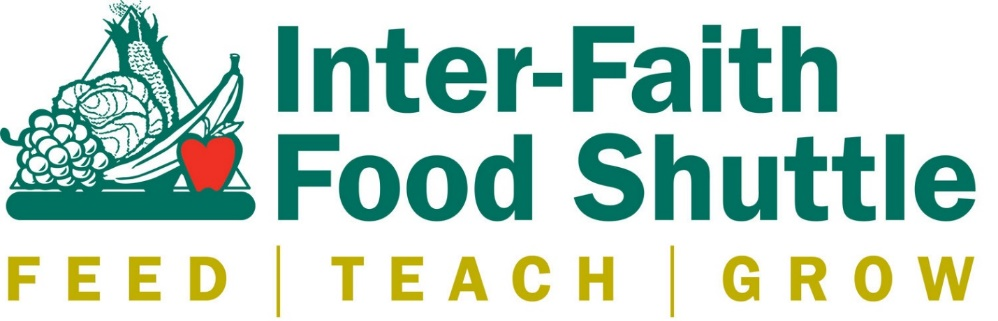 Inter-Faith
Food Shuttle
FEED | TEACH | GROW